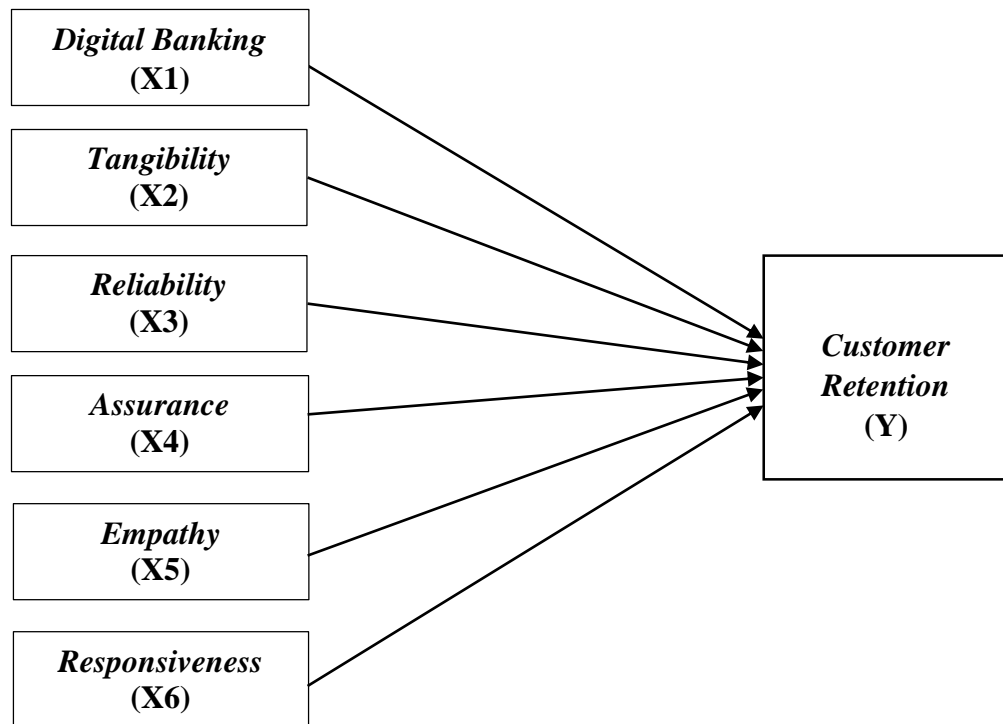 Digital Banking
(X1)
Tangibility
(X2)
Reliability
(X3)
Assurance
(X4)
Empathy
(X5)
Responsiveness
(X6)
Customer
Retention
(Y)